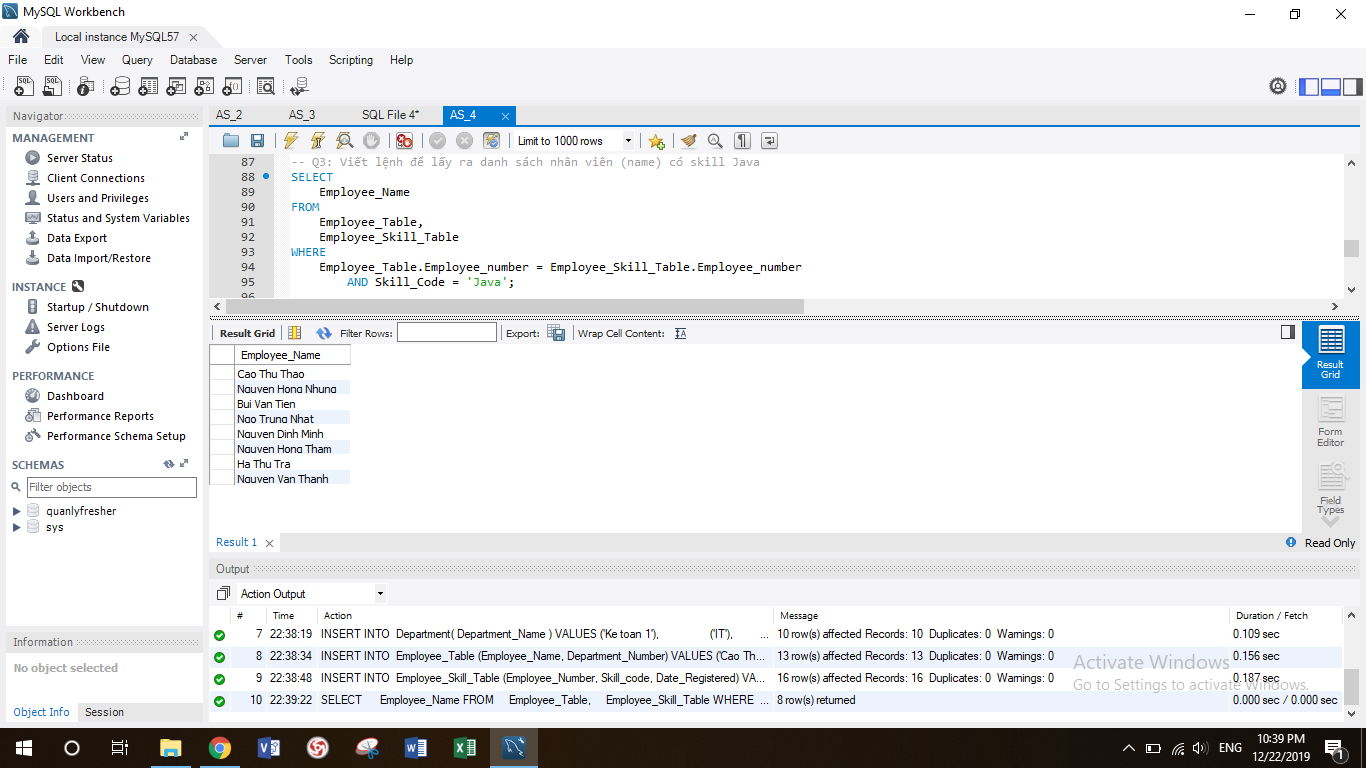 MySQL Workbench
Local instance MySQL57
File Edit View Query Database Server Tools Scripting Help
Navigator
MANAGEMENT
Server Status
Client Connections
Users and Privileges
Status and System Variables
Data Export
Data Import/Restore
INSTANCE
Startup / Shutdown
Server Logs
Options File
PERFORMANCE
Dashboard
Performance Reports
Performance Schema Setup
SCHEMAS
Filter objects
quanlyfresher
sys
Information
No object selected
Object Info Session
AS_2 AS_3 SQL File 4* AS_4
Limit to 1000 rows
87 -- Q3: Viết lệnh để lấy ra danh sách nhân viên (name) có skill Java
88 SELECT
89 Employee_Name
90 FROM
91 Employee_Table,
92 Employee_Skill_Table
93 WHERE
94 Employee_Table.Employee_number = Employee_Skill_Table.Employee_number
95 AND Skill_Code = 'Java';
96
Result Grid Filter Rows: Export: Wrap Cell Content:
Employee_Name
Cao Thu Thao
Nguyen Hong Nhung
Bui Van Tien
Ngo Trung Nhat
Nguyen Dinh Minh
Nguyen Hong Tham
Ha Thu Tra
Nguyen Van Thanh
Result Grid
Form Editor
Field Types
Result 1
Read Only
Output
Action Output
# Time Action Message Duration / Fetch
7 22:38:19 INSERT INTO Department( Department_Name ) VALUES ('Ke toan 1'), ('IT'), ... 10 row(s) affected Records: 10 Duplicates: 0 Warnings: 0 0.109 sec
8 22:38:34 INSERT INTO Employee_Table (Employee_Name, Department_Number) VALUES ('Cao Th... 13 row(s) affected Records: 13 Duplicates: 0 Warnings: 0 0.156 sec
9 22:38:48 INSERT INTO Employee_Skill_Table (Employee_Number, Skill_code, Date_Registered) VA... 16 row(s) affected Records: 16 Duplicates: 0 Warnings: 0 0.187 sec
10 22:39:22 SELECT Employee_Name FROM Employee_Table, Employee_Skill_Table WHERE ... 8 row(s) returned 0.000 sec / 0.000 sec
Activate Windows
Go to Settings to activate Windows.
ENG
10:39 PM
12/22/2019
1